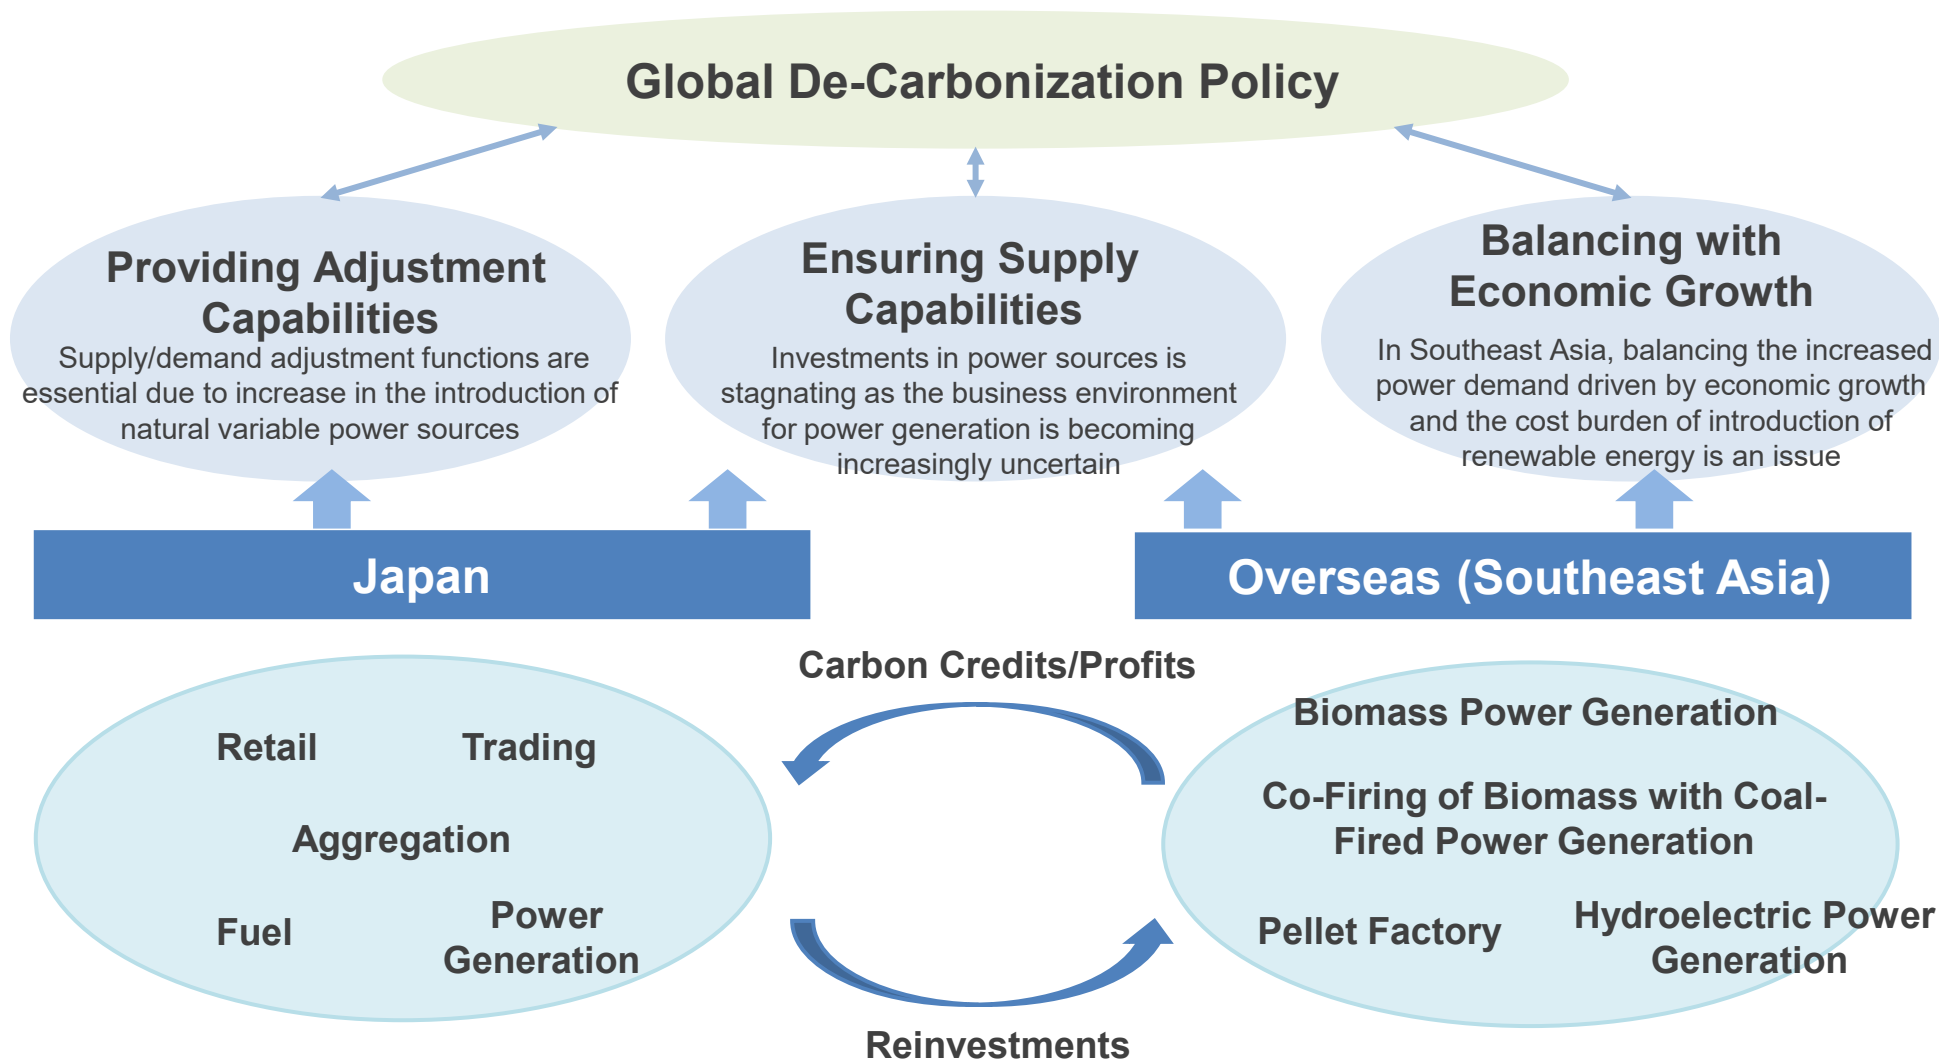 Global De-Carbonization Policy
Providing Adjustment
Capabilities
Supply/demand adjustment functions are
essential due to increase in the introduction of
natural variable power sources
Ensuring Supply
Capabilities
Investments in power sources is
stagnating as the business environment
for power generation is becoming
increasingly uncertain
Balancing with
Economic Growth
In Southeast Asia, balancing the increased
power demand driven by economic growth
and the cost burden of introduction of
renewable energy is an issue
Japan
Overseas (Southeast Asia)
Retail
Trading
Aggregation
Fuel
Power
Generation
Carbon Credits/Profits
Reinvestments
Biomass Power Generation
Co-Firing of Biomass with Coal-
Fired Power Generation
Pellet Factory
Hydroelectric Power
Generation